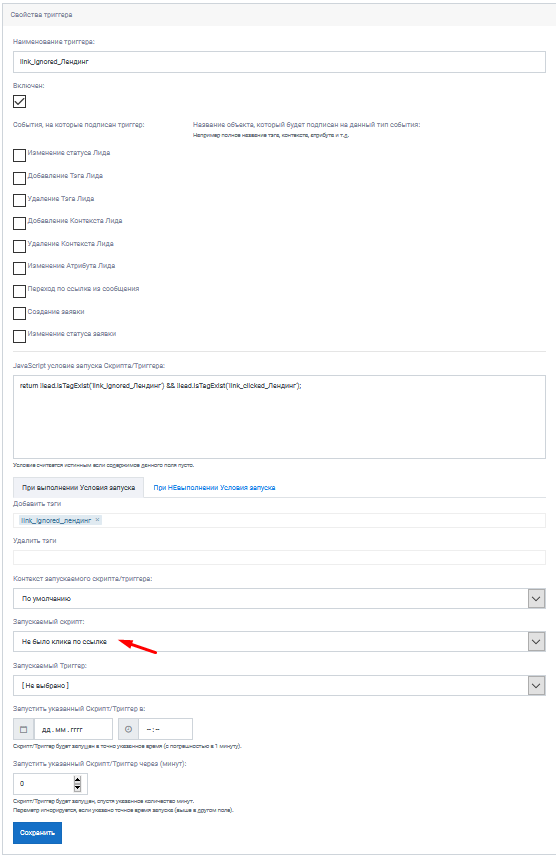 Свойства триггера
Наименование триггера:
link_ignored_Лендинг
Включен:
События, на которые подписан триггер:
Название объекта, который будет подписан на данный тип события:
Например полное название тэга, контекста, атрибута и т.д.
Изменение статуса Лида
Добавление Тэга Лида
Удаление Тэга Лида
Добавление Контекста Лида
Удаление Контекста Лида
Изменение Атрибута Лида
Переход по ссылке из сообщения
Создание заявки
Изменение статуса заявки
JavaScript условие запуска Скрипта/Триггера:
return !lead.isTagExist('link_ignored_Лендинг') && !lead.isTagExist('link_clicked_Лендинг');
Условие считается истинным если содержимое данного поля пусто.
При выполнении Условия запуска При НЕвыполнении Условия запуска
Добавить тэги
link_ignored_лендинг ×
Удалить тэги
Контекст запускаемого скрипта/триггера:
По умолчанию
Запускаемый скрипт:
Не было клика по ссылке
Запускаемый Триггер:
[ Не выбрано ]
Запустить указанный Скрипт/Триггер в:
дд.мм.гггг --:--
Скрипт/Триггер будет запущен в точно указанное время (с погрешностью в 1 минуту).
Запустить указанный Скрипт/Триггер через (минут):
0
Скрипт/Триггер будет запущен, спустя указанное количество минут.
Параметр игнорируется, если указано точное время запуска (выше в другом поле).
Сохранить